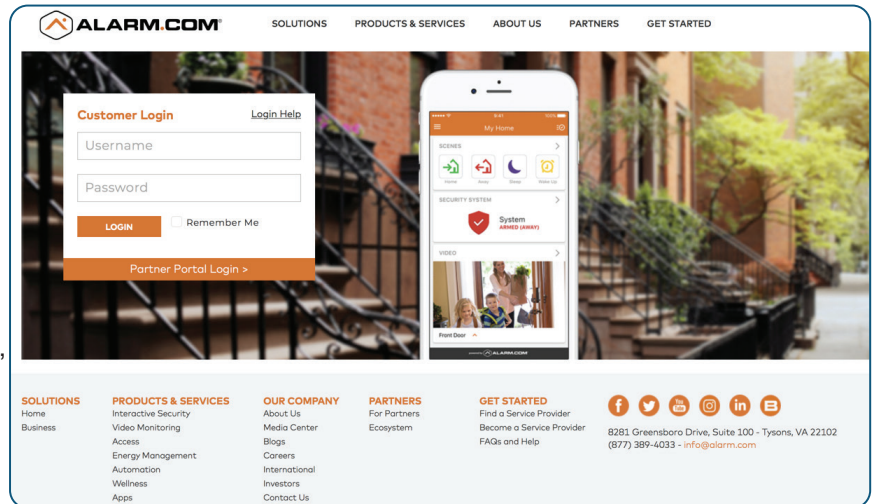 ALARM.COM
SOLUTIONS PRODUCTS & SERVICES ABOUT US PARTNERS GET STARTED
Customer Login Login Help
Username
Password
LOGIN Remember Me
Partner Portal Login >
9:41
My Home
SCENES
Home Away Sleep Wake Up
SECURITY SYSTEM
System
ARMED (AWAY)
VIDEO
Front Door
ALARM.COM
,
SOLUTIONS
Home
Business
PRODUCTS & SERVICES
Interactive Security
Video Monitoring
Access
Energy Management
Automation
Wellness
Apps
OUR COMPANY
About Us
Media Center
Blogs
Careers
International
Investors
Contact Us
PARTNERS
For Partners
Ecosystem
GET STARTED
Find a Service Provider
Become a Service Provider
FAQs and Help
8281 Greensboro Drive, Suite 100 - Tysons, VA 22102
(877) 389-4033 - info@alarm.com